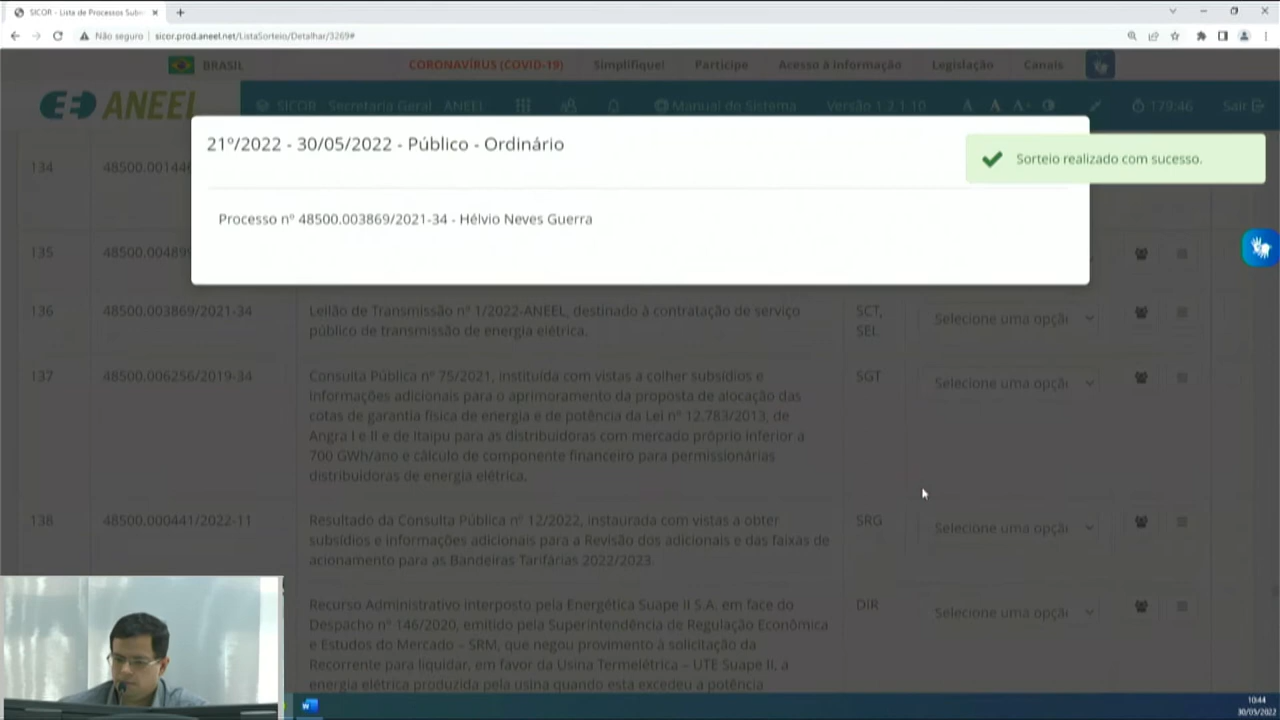 SICOR - Lista de Processos Subm
Não seguro | sicor.prod.aneel.net/ListaSorteio/Detalhar/3269#
BRASIL
CORONAVÍRUS (COVID-19)
Simplifique!
Participe
Acesso à informação
Legislação
Canais
ANEEL
SICOR - Secretaria Geral - ANEEL
Manual do Sistema
Versão 1.2.1.10
A
A
A+
179:46
Sair
21º/2022 - 30/05/2022 - Público - Ordinário
Sorteio realizado com sucesso.
Processo nº 48500.003869/2021-34 - Hélvio Neves Guerra
134
48500.00144
135
48500.00489
136
48500.003869/2021-34
Leilão de Transmissão nº 1/2022-ANEEL, destinado à contratação de serviço
público de transmissão de energia elétrica.
SCT,
SEL
Selecione uma opçã
137
48500.006256/2019-34
Consulta Pública nº 75/2021, instituída com vistas a colher subsídios e
informações adicionais para o aprimoramento da proposta de alocação das
cotas de garantia física de energia e de potência da Lei nº 12.783/2013, de
Angra I e II e de Itaipu para as distribuidoras com mercado próprio inferior a
700 GWh/ano e cálculo de componente financeiro para permissionárias
distribuidoras de energia elétrica.
SGT
Selecione uma opçã
138
48500.000441/2022-11
Resultado da Consulta Pública nº 12/2022, instaurada com vistas a obter
subsídios e informações adicionais para a Revisão dos adicionais e das faixas de
acionamento para as Bandeiras Tarifárias 2022/2023.
SRG
Selecione uma opçã
Recurso Administrativo interposto pela Energética Suape II S.A. em face do
Despacho nº 146/2020, emitido pela Superintendência de Regulação Econômica
e Estudos do Mercado – SRM, que negou provimento à solicitação da
Recorrente para liquidar, em favor da Usina Termelétrica – UTE Suape II, a
energia elétrica produzida pela usina quando esta excedeu a potência
DIR
Selecione uma opçã
10:44
30/05/2022